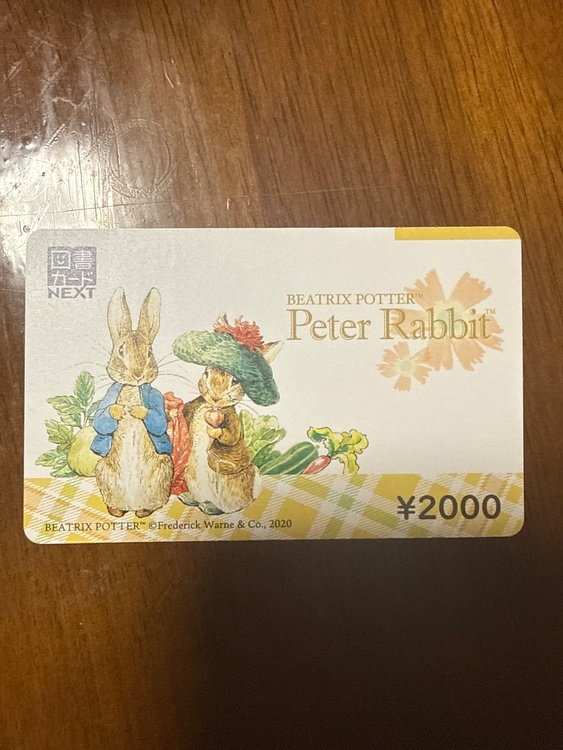 図書
カード
NEXT
BEATRIX POTTER™
Peter Rabbit™
¥2000
BEATRIX POTTER™ ©Frederick Warne & Co., 2020